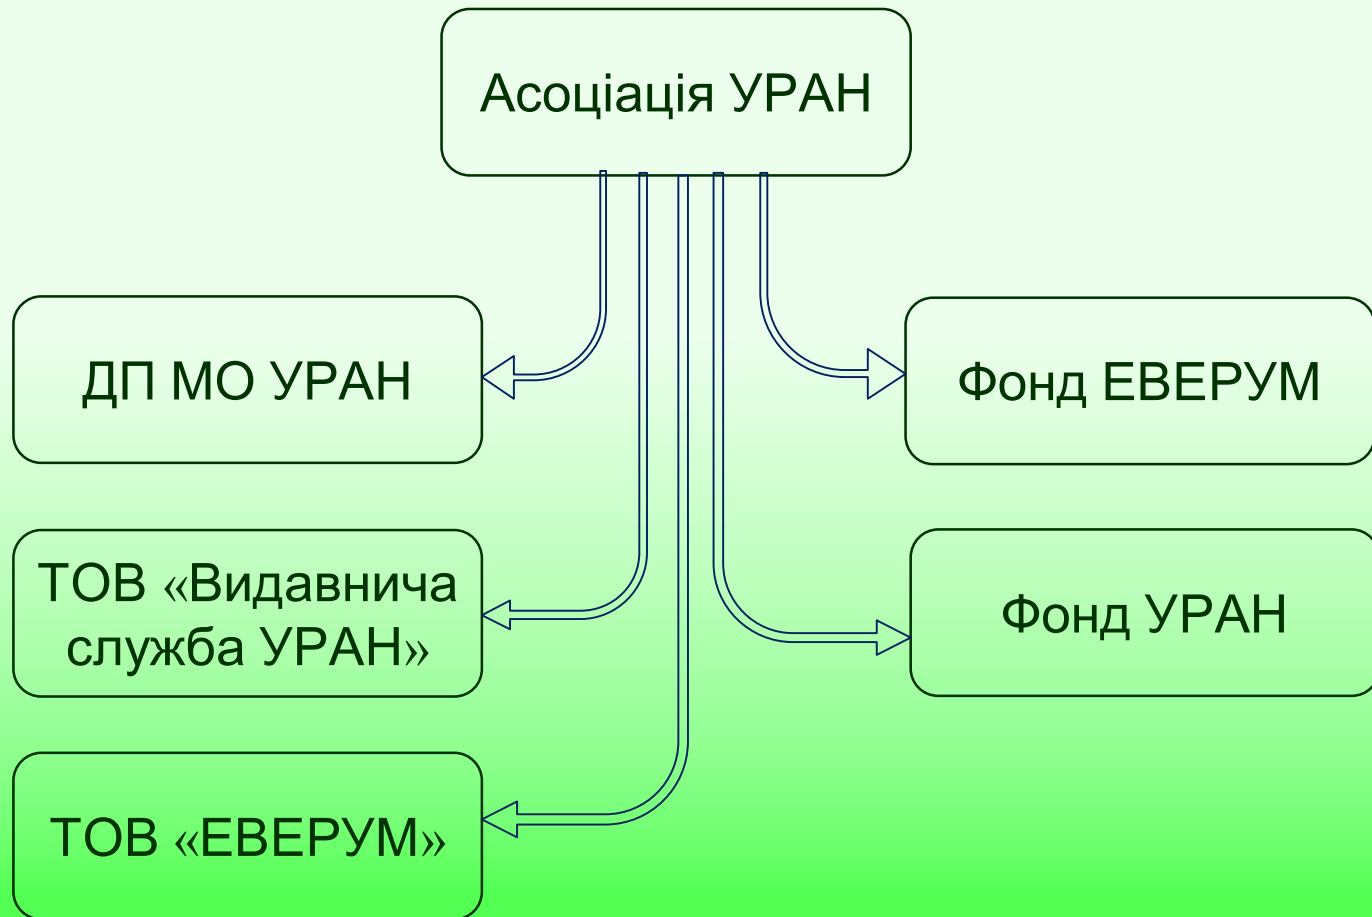 Асоціація УРАН
ДП МО УРАН
Фонд ЕВЕРУМ
ТОВ «Видавнича
служба УРАН»
Фонд УРАН
ТОВ «ЕВЕРУМ»